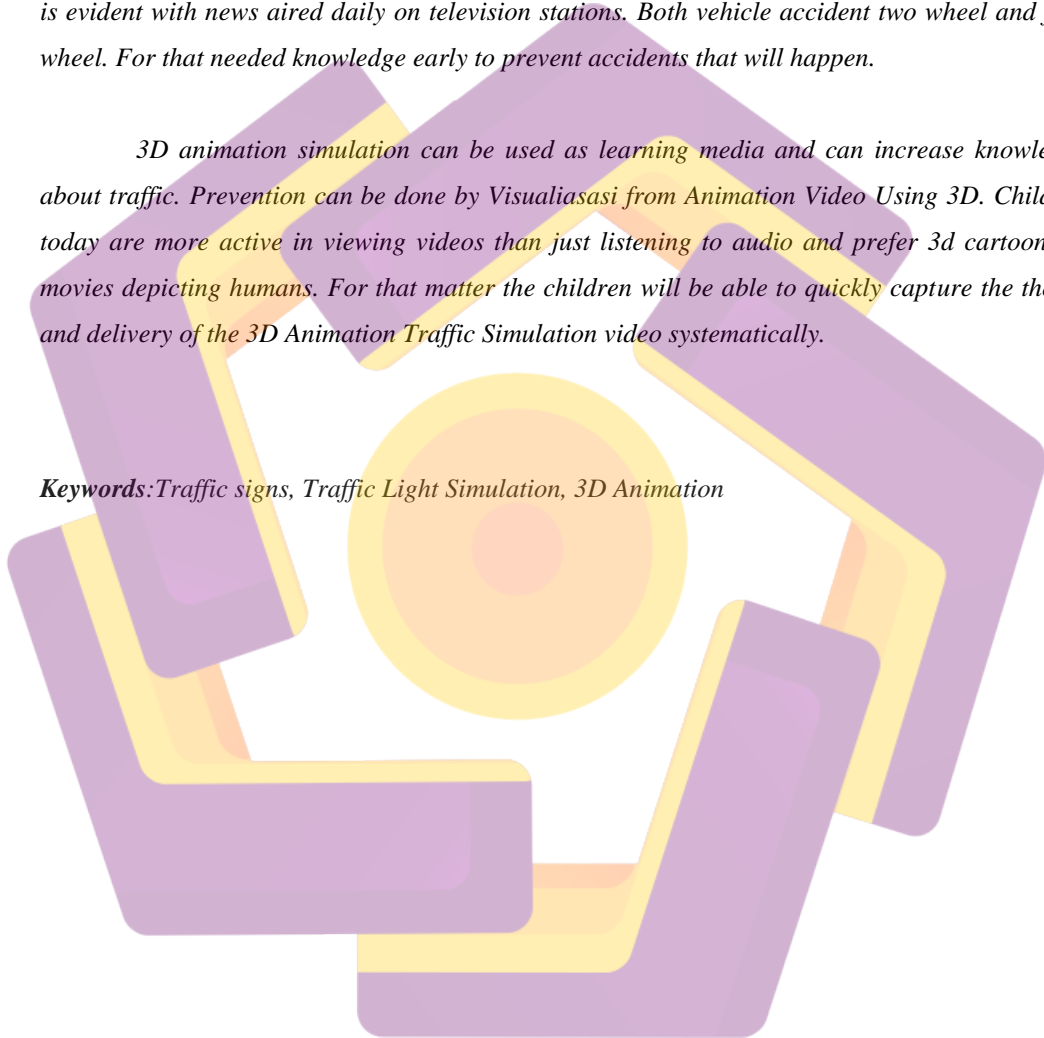 is evident with news aired daily on television stations. Both vehicle accident two wheel and
wheel. For that needed knowledge early to prevent accidents that will happen.
3D animation simulation can be used as learning media and can increase
about traffic. Prevention can be done by Visualiasasi from Animation Video Using 3D.
today are more active in viewing videos than just listening to audio and prefer 3d cartoon
movies depicting humans. For that matter the children will be able to quickly capture the
and delivery of the 3D Animation Traffic Simulation video systematically.
Keywords:Traffic signs, Traffic Light Simulation, 3D Animation